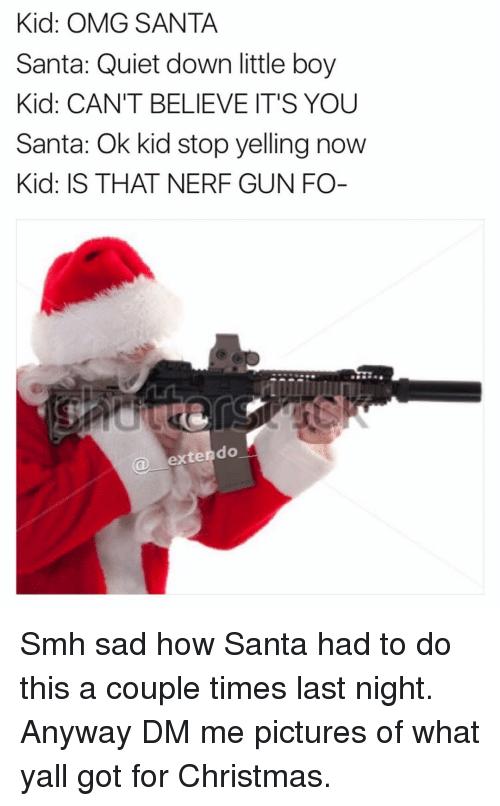 Kid: OMG SANTA
Santa: Quiet down little boy
Kid: CAN'T BELIEVE IT'S YOU
Santa: Ok kid stop yelling now
Kid: IS THAT NERF GUN FO-
shutterstock
@__extendo__
Smh sad how Santa had to do
this a couple times last night.
Anyway DM me pictures of what
yall got for Christmas.